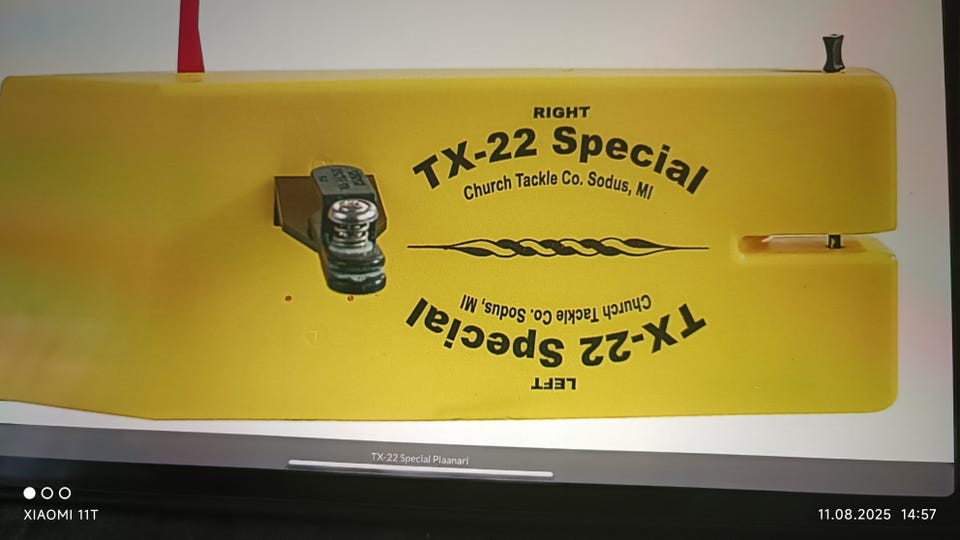 RIGHT
TX-22 Special
Church Tackle Co. Sodus, MI
TX-22 Special
Church Tackle Co. Sodus, MI
LEFT
TX-22 Special Plaanari
XIAOMI 11T
11.08.2025 14:57